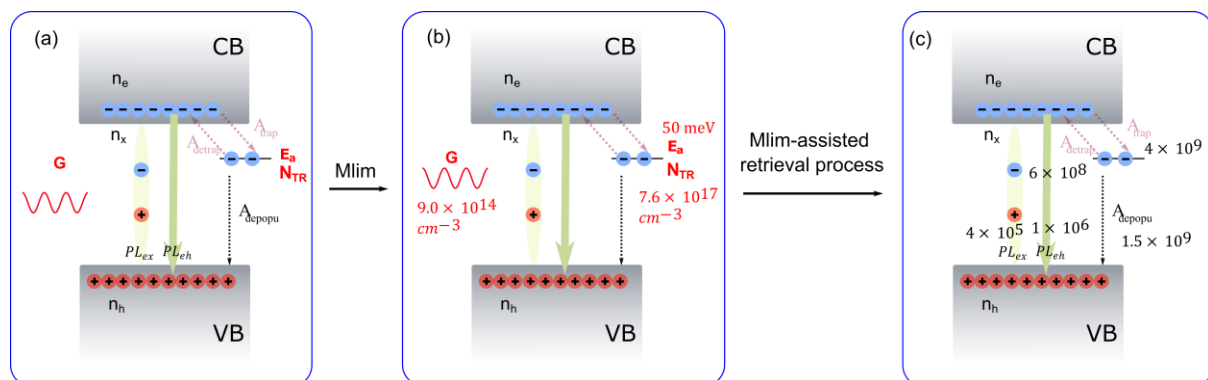 (a)
CB
n_e
n_x
A_trap
A_detrap
E_a
N_TR
G
A_depopu
PL_ex PL_eh
n_h
VB
Mlim
(b)
CB
n_e
n_x
A_trap
A_detrap
50 meV
E_a
N_TR
G
9.0 × 10^14
cm^−3
7.6 × 10^17
cm^−3
n_h
VB
Mlim-assisted
retrieval process
(c)
CB
n_e
n_x
A_trap
A_detrap
4 × 10^9
6 × 10^8
A_depopu
4 × 10^5
1 × 10^6
1.5 × 10^9
PL_ex PL_eh
n_h
VB